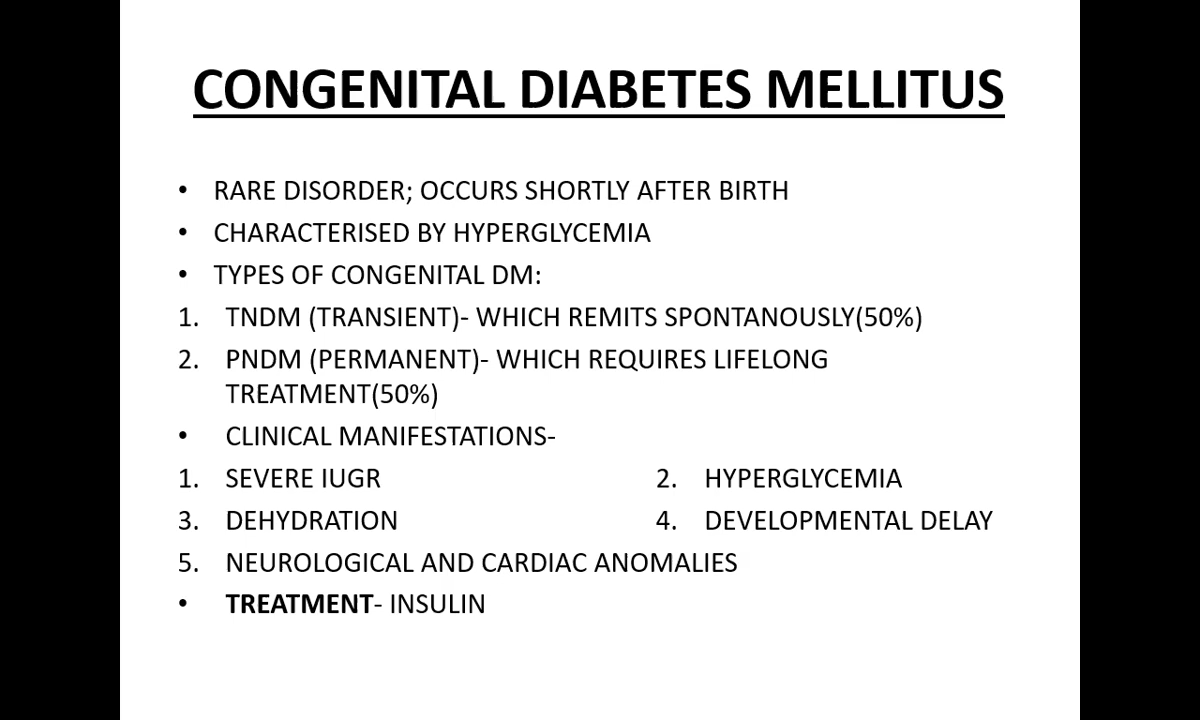 CONGENITAL DIABETES MELLITUS
• RARE DISORDER; OCCURS SHORTLY AFTER BIRTH
• CHARACTERISED BY HYPERGLYCEMIA
• TYPES OF CONGENITAL DM:
1. TNDM (TRANSIENT)- WHICH REMITS SPONTANOUSLY(50%)
2. PNDM (PERMANENT)- WHICH REQUIRES LIFELONG
TREATMENT(50%)
• CLINICAL MANIFESTATIONS-
1. SEVERE IUGR 2. HYPERGLYCEMIA
3. DEHYDRATION 4. DEVELOPMENTAL DELAY
5. NEUROLOGICAL AND CARDIAC ANOMALIES
• TREATMENT- INSULIN